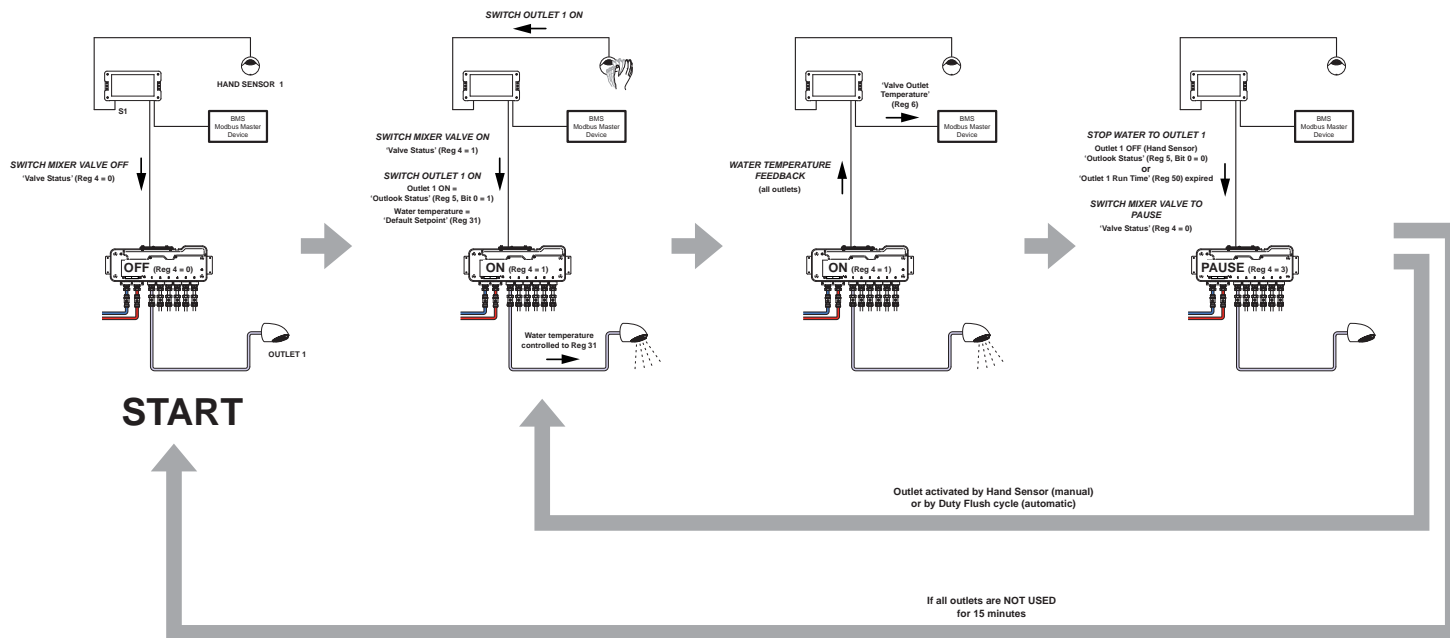 SWITCH OUTLET 1 ON
HAND SENSOR 1
S1
BMS
Modbus Master
Device
SWITCH MIXER VALVE OFF
'Valve Status' (Reg 4 = 0)
OFF (Reg 4 = 0)
OUTLET 1
START
BMS
Modbus Master
Device
SWITCH MIXER VALVE ON
'Valve Status' (Reg 4 = 1)
SWITCH OUTLET 1 ON
Outlet 1 ON =
'Outlook Status' (Reg 5, Bit 0 = 1)
Water temperature =
'Default Setpoint' (Reg 31)
ON (Reg 4 = 1)
Water temperature
controlled to Reg 31
'Valve Outlet
Temperature'
(Reg 6)
BMS
Modbus Master
Device
WATER TEMPERATURE
FEEDBACK
(all outlets)
ON (Reg 4 = 1)
BMS
Modbus Master
Device
STOP WATER TO OUTLET 1
Outlet 1 OFF (Hand Sensor)
'Outlook Status' (Reg 5, Bit 0 = 0)
or
'Outlet 1 Run Time' (Reg 50) expired
SWITCH MIXER VALVE TO
PAUSE
'Valve Status' (Reg 4 = 0)
PAUSE (Reg 4 = 3)
Outlet activated by Hand Sensor (manual)
or by Duty Flush cycle (automatic)
If all outlets are NOT USED
for 15 minutes